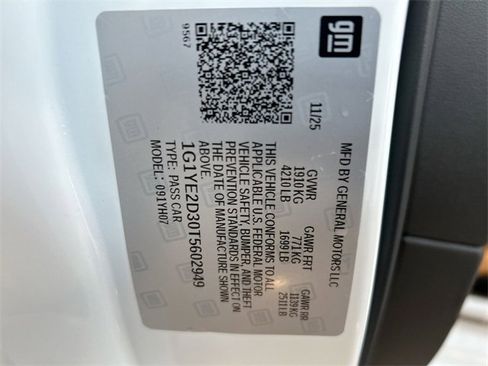 gm
9567
MFD BY GENERAL MOTORS LLC
11/25
GVWR
1910 KG
4210 LB
GAWR FRT
771 KG
1699 LB
GAWR RR
1139 KG
2511 LB
THIS VEHICLE CONFORMS TO ALL
APPLICABLE U.S. FEDERAL MOTOR
VEHICLE SAFETY, BUMPER, AND THEFT
PREVENTION STANDARDS IN EFFECT ON
THE DATE OF MANUFACTURE SHOWN
ABOVE.
1G1YE2D30T5602949
TYPE: PASS CAR
MODEL: 091YH07